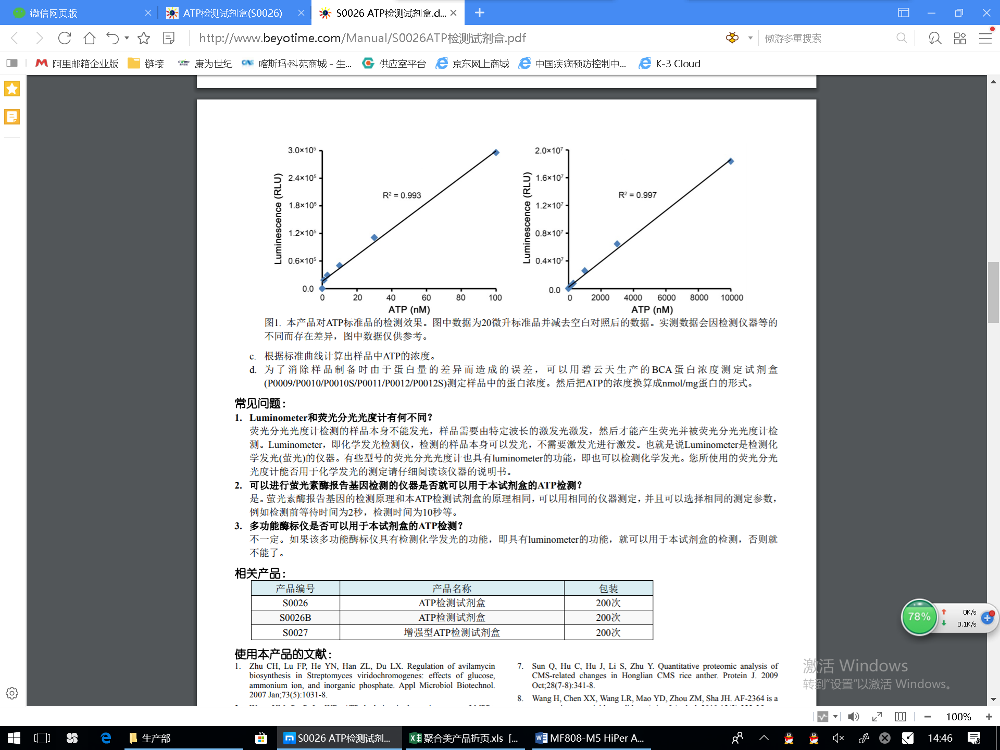 微信网页版
ATP检测试剂盒(S0026)
S0026 ATP检测试剂盒.d...
http://www.beyotime.com/Manual/S0026ATP检测试剂盒.pdf
傲游多重搜索
阿里邮箱企业版
链接
康为世纪
喀斯玛·科苑商城 - 生...
供应室平台
京东网上商城
中国疾病预防控制中...
K-3 Cloud
Luminescence (RLU)
3.0×10⁵
2.4×10⁵
1.8×10⁵
1.2×10⁵
0.6×10⁵
0.0
R² = 0.993
0 20 40 60 80 100
ATP (nM)
Luminescence (RLU)
2.0×10⁷
1.6×10⁷
1.2×10⁷
0.8×10⁷
0.4×10⁷
0.0
R² = 0.997
0 2000 4000 6000 8000 10000
ATP (nM)
图1. 本产品对ATP标准品的检测效果。图中数据为20微升标准品并减去空白对照后的数据。实测数据会因检测仪器等的
不同而存在差异，图中数据仅供参考。
c. 根据标准曲线计算出样品中ATP的浓度。
d. 为了消除样品制备时由于蛋白量的差异而造成的误差，可以用碧云天生产的BCA蛋白浓度测定试剂盒
(P0009/P0010/P0010S/P0011/P0012/P0012S)测定样品中的蛋白浓度。然后把ATP的浓度换算成nmol/mg蛋白的形式。
常见问题：
1. Luminometer和荧光分光光度计有何不同？
荧光分光光度计检测的样品本身不能发光，样品需要由特定波长的激发光激发，然后才能产生荧光并被荧光分光光度计检
测。Luminometer，即化学发光检测仪，检测的样品本身可以发光，不需要激发光进行激发。也就是说Luminometer是检测化
学发光(萤光)的仪器。有些型号的荧光分光光度计也具有luminometer的功能，即也可以检测化学发光。您所使用的荧光分光
光度计能否用于化学发光的测定请仔细阅读该仪器的说明书。
2. 可以进行萤光素酶报告基因检测的仪器是否就可以用于本试剂盒的ATP检测？
是。萤光素酶报告基因的检测原理和本ATP检测试剂盒的原理相同，可以用相同的仪器测定，并且可以选择相同的测定参数，
例如检测前等待时间为2秒，检测时间为10秒等。
3. 多功能酶标仪是否可以用于本试剂盒的ATP检测？
不一定。如果该多功能酶标仪具有检测化学发光的功能，即具有luminometer的功能，就可以用于本试剂盒的检测，否则就
不能了。
相关产品：
产品编号 产品名称 包装
S0026 ATP检测试剂盒 200次
S0026B ATP检测试剂盒 200次
S0027 增强型ATP检测试剂盒 200次
使用本产品的文献：
1. Zhu CH, Lu FP, He YN, Han ZL, Du LX. Regulation of avilamycin
biosynthesis in Streptomyces viridochromogenes: effects of glucose,
ammonium ion, and inorganic phosphate. Appl Microbiol Biotechnol.
2007 Jan;73(5):1031-8.
7. Sun Q, Hu C, Hu J, Li S, Zhu Y. Quantitative proteomic analysis of
CMS-related changes in Honglian CMS rice anther. Protein J. 2009
Oct;28(7-8):341-8.
8. Wang H, Chen XX, Wang LR, Mao YD, Zhou ZM, Sha JH. AF-2364 is a
78%
0K/s
0.1K/s
激活 Windows
转到"设置"以激活 Windows。
100%
生产部
S0026 ATP检测试剂...
聚合美产品折页.xls [...
MF808-M5 HiPer A...
14:46